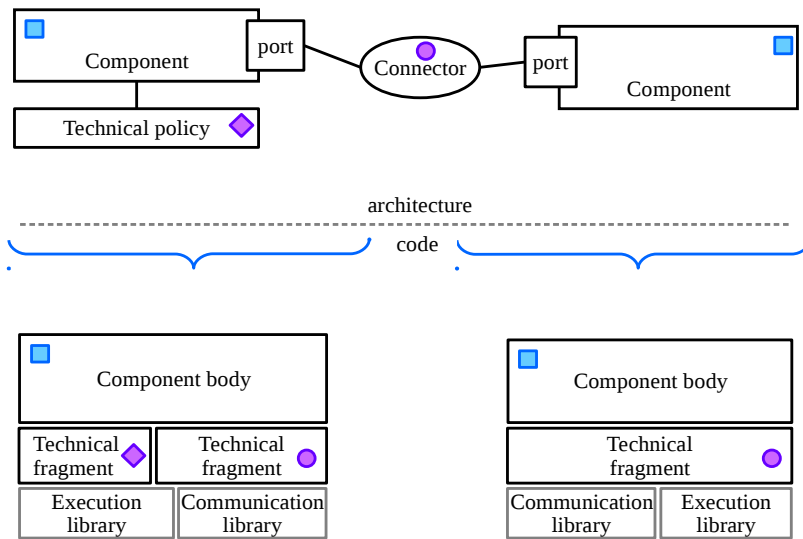 port
port
Component
Connector
Component
Technical policy
architecture
code
Component body
Component body
Technical
fragment
Technical
fragment
Technical
fragment
Execution
library
Communication
library
Communication
library
Execution
library